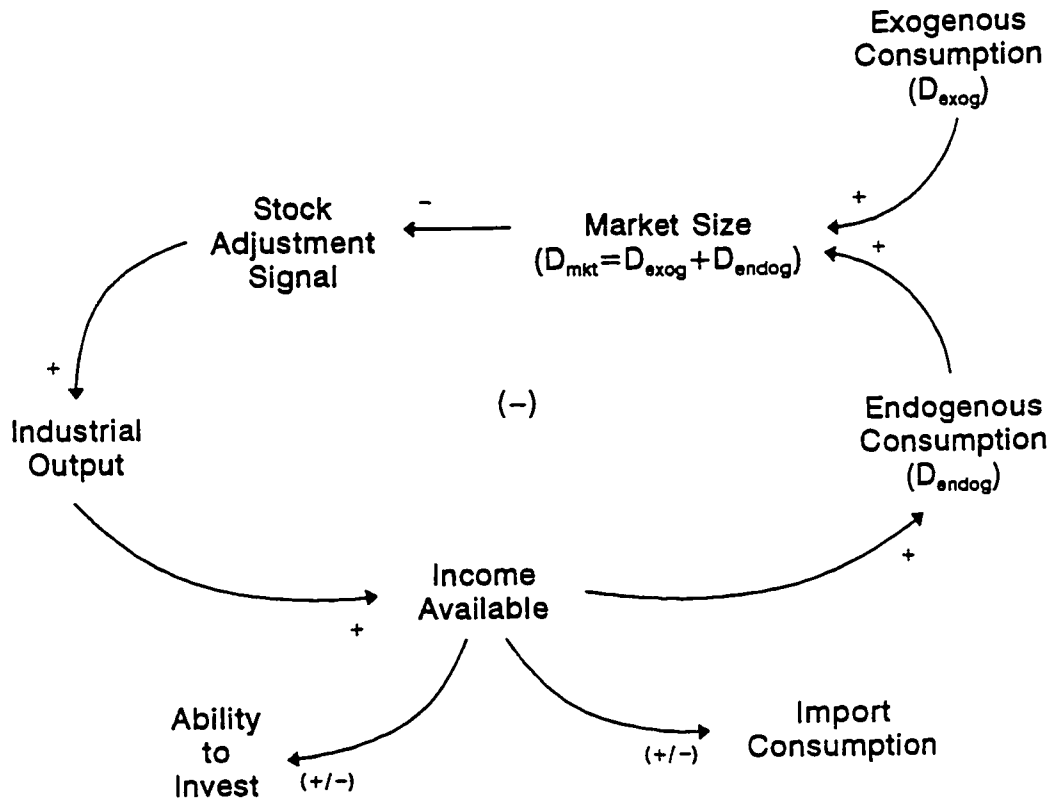 Exogenous
Consumption
(D_exog)
+
Stock
Adjustment
Signal
-
Market Size
(D_mkt=D_exog+D_endog)
+
+
(-)
Industrial
Output
Endogenous
Consumption
(D_endog)
+
Income
Available
+
Ability
to
Invest
(+/-)
(+/-)
Import
Consumption